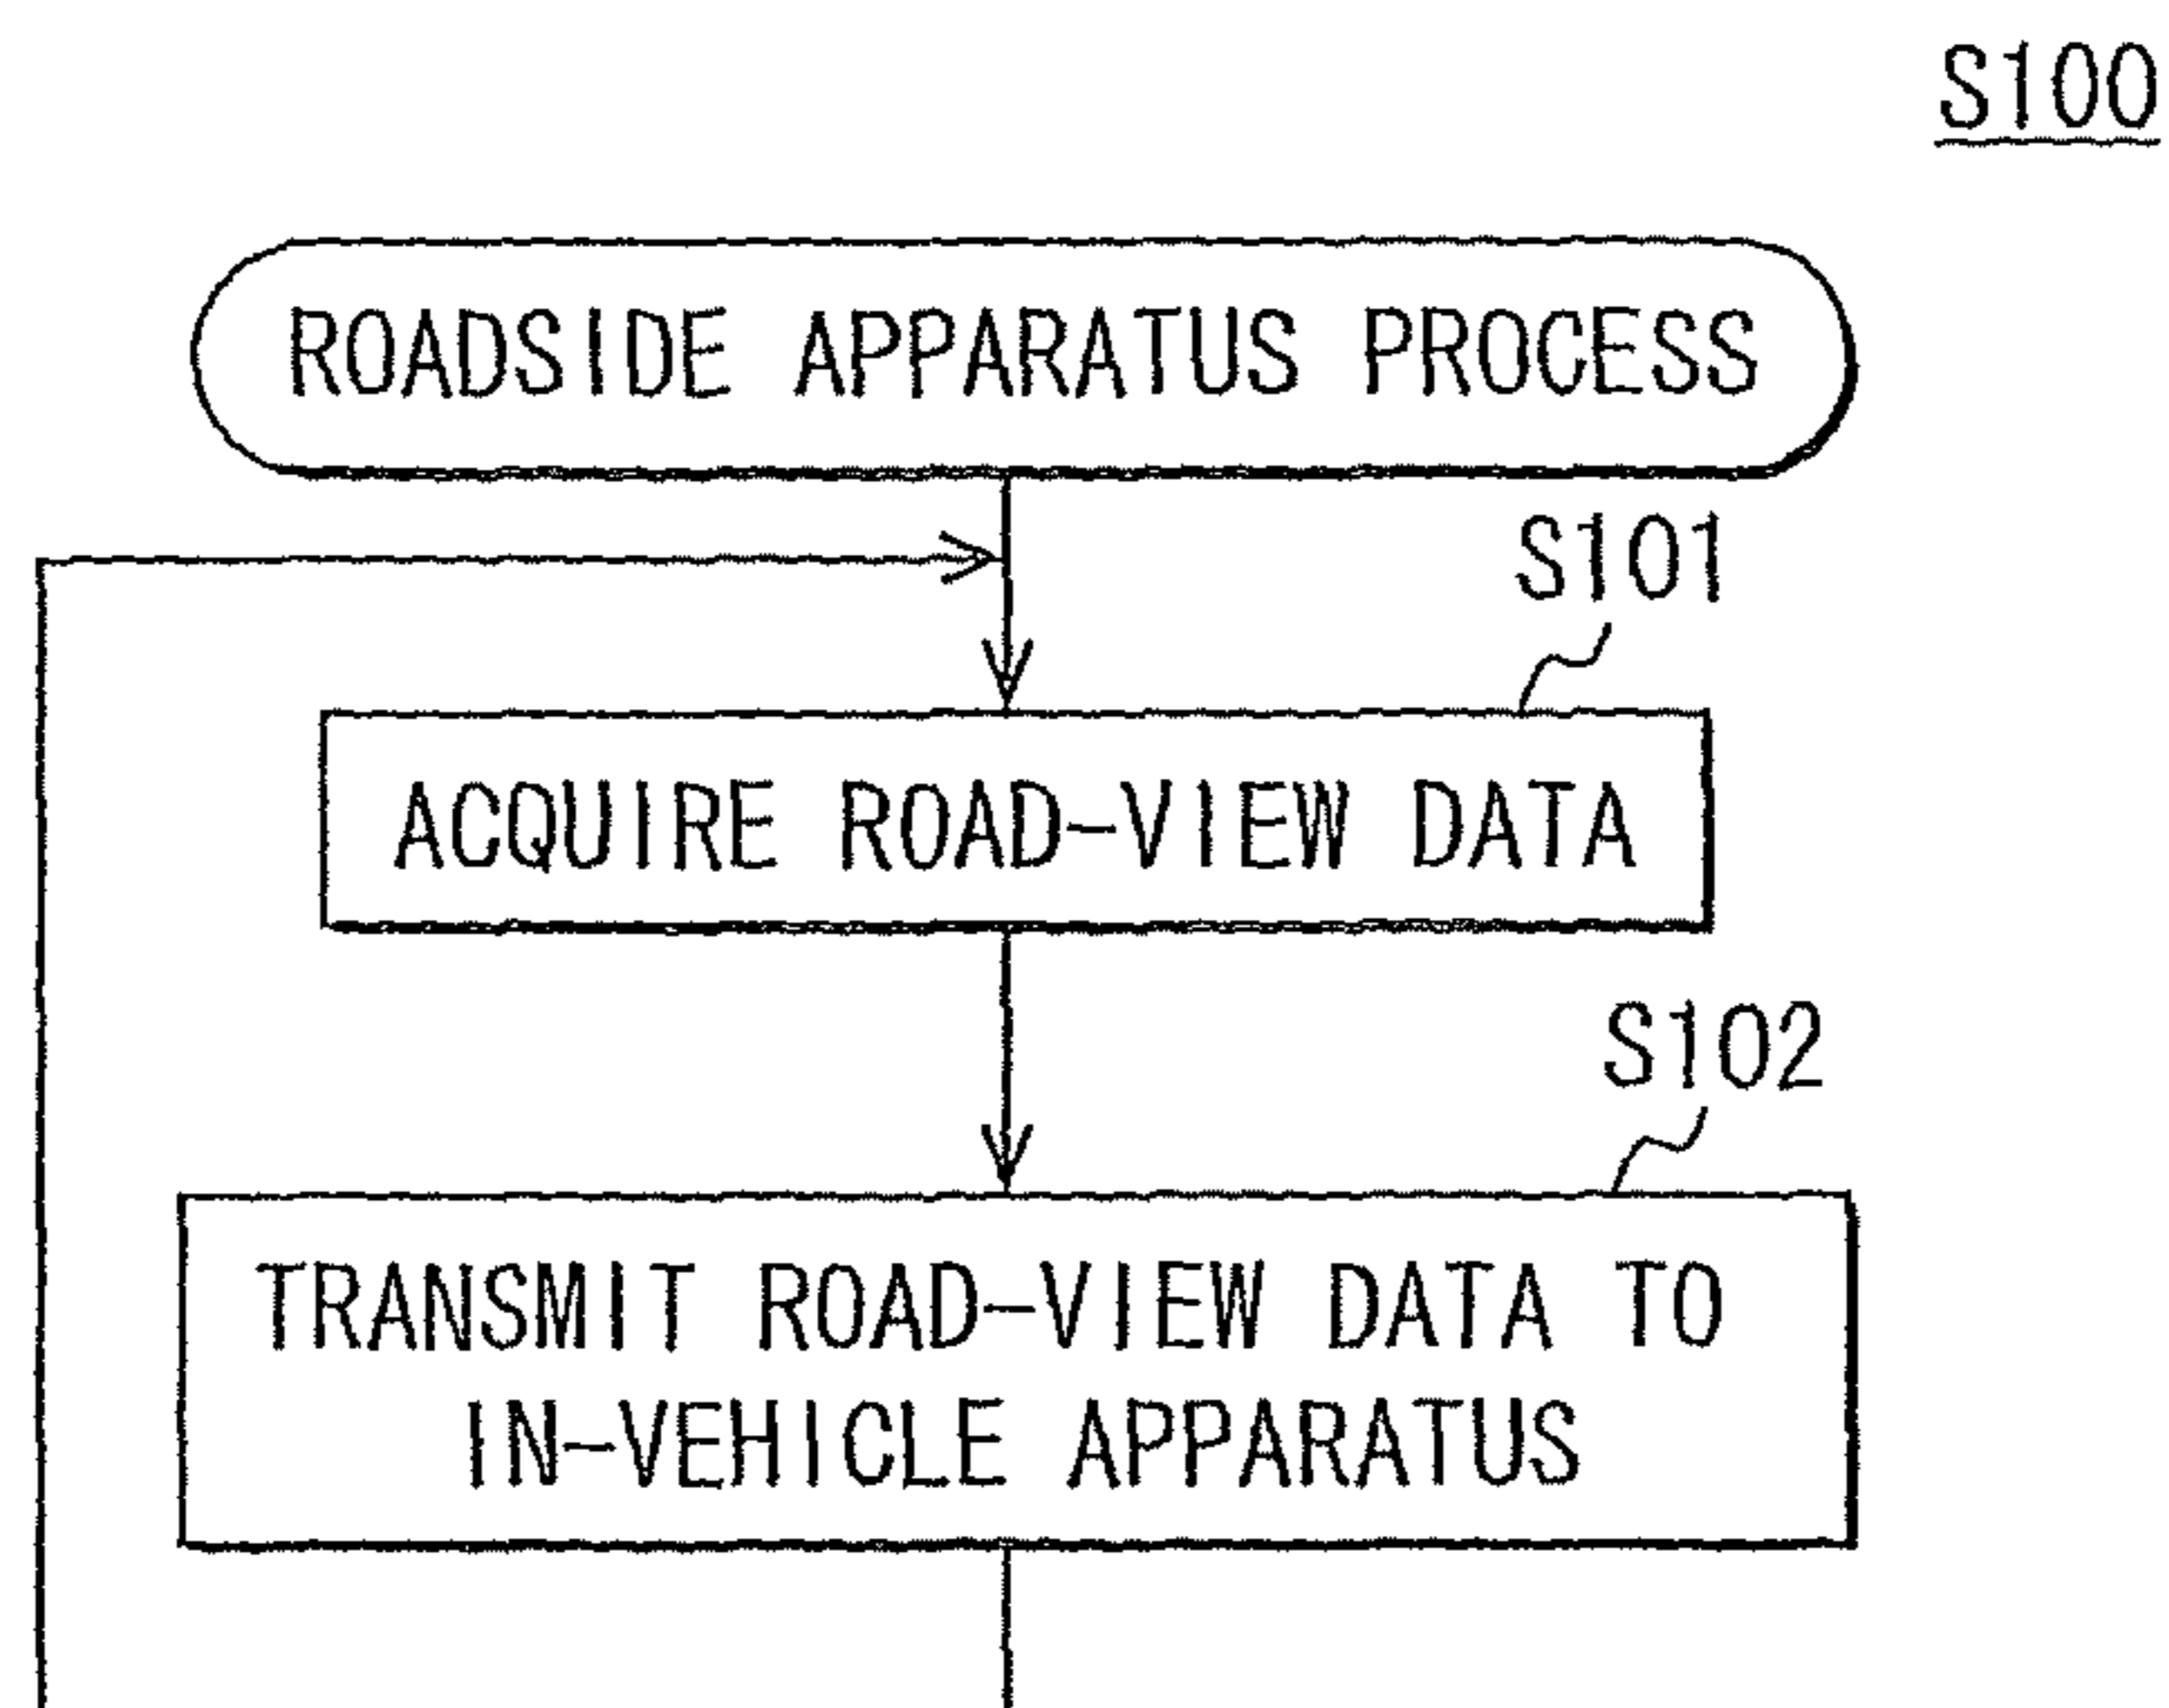 S100
ROADSIDE APPARATUS PROCESS
S101
ACQUIRE ROAD-VIEW DATA
S102
TRANSMIT ROAD-VIEW DATA TO
IN-VEHICLE APPARATUS